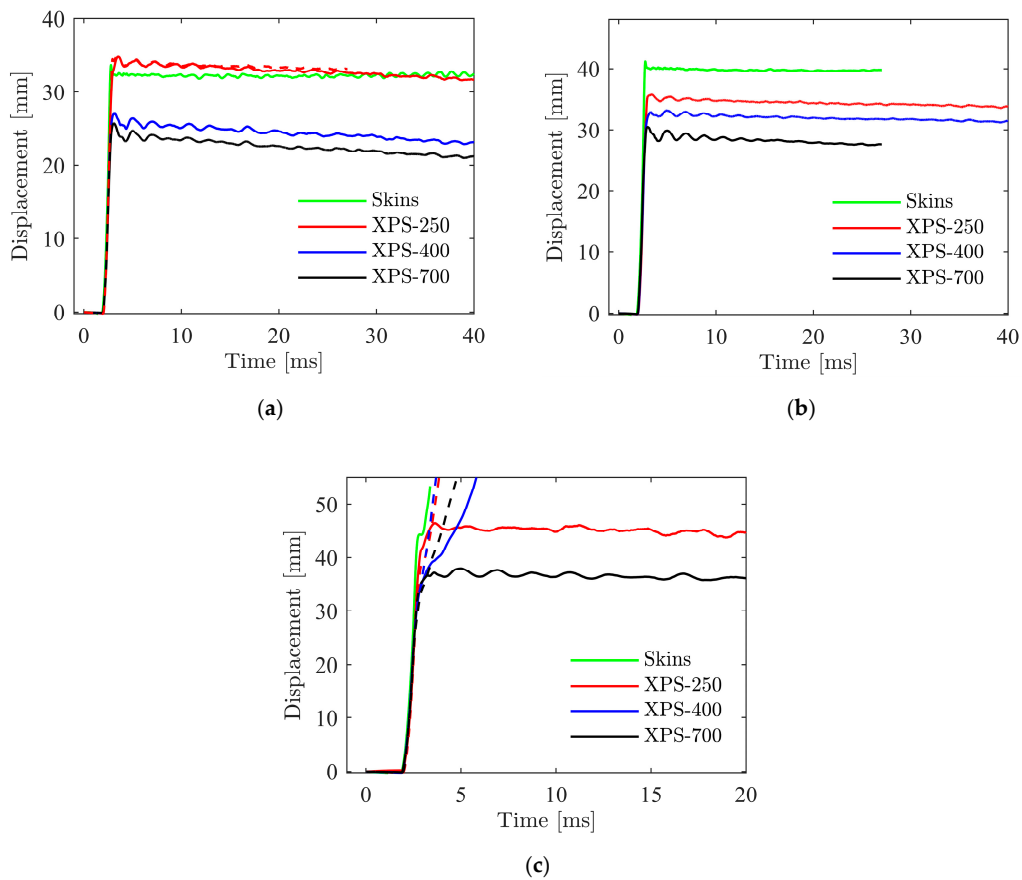 40
30
20
10
0
Displacement [mm]
Skins
XPS-250
XPS-400
XPS-700
0 10 20 30 40
Time [ms]
(a)
40
30
20
10
0
Displacement [mm]
Skins
XPS-250
XPS-400
XPS-700
0 10 20 30 40
Time [ms]
(b)
50
40
30
20
10
0
Displacement [mm]
Skins
XPS-250
XPS-400
XPS-700
0 5 10 15 20
Time [ms]
(c)